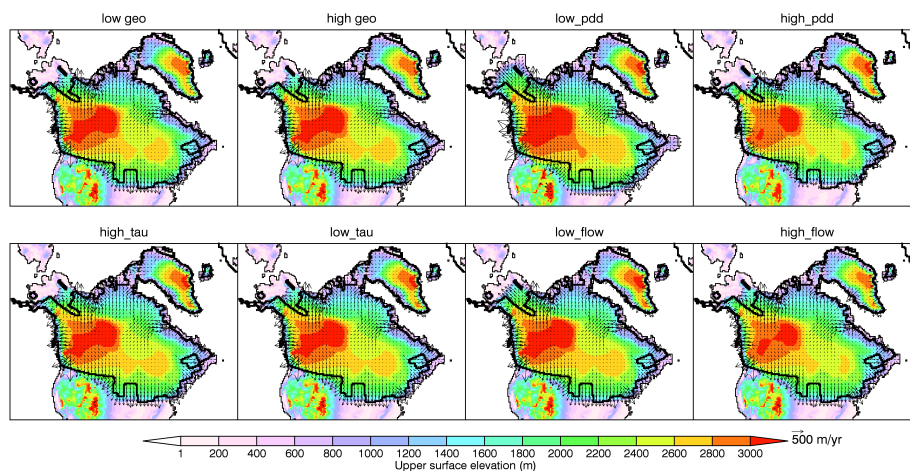 low geo high geo low_pdd high_pdd
high_tau low_tau low_flow high_flow
500 m/yr
1 200 400 600 800 1000 1200 1400 1600 1800 2000 2200 2400 2600 2800 3000
Upper surface elevation (m)